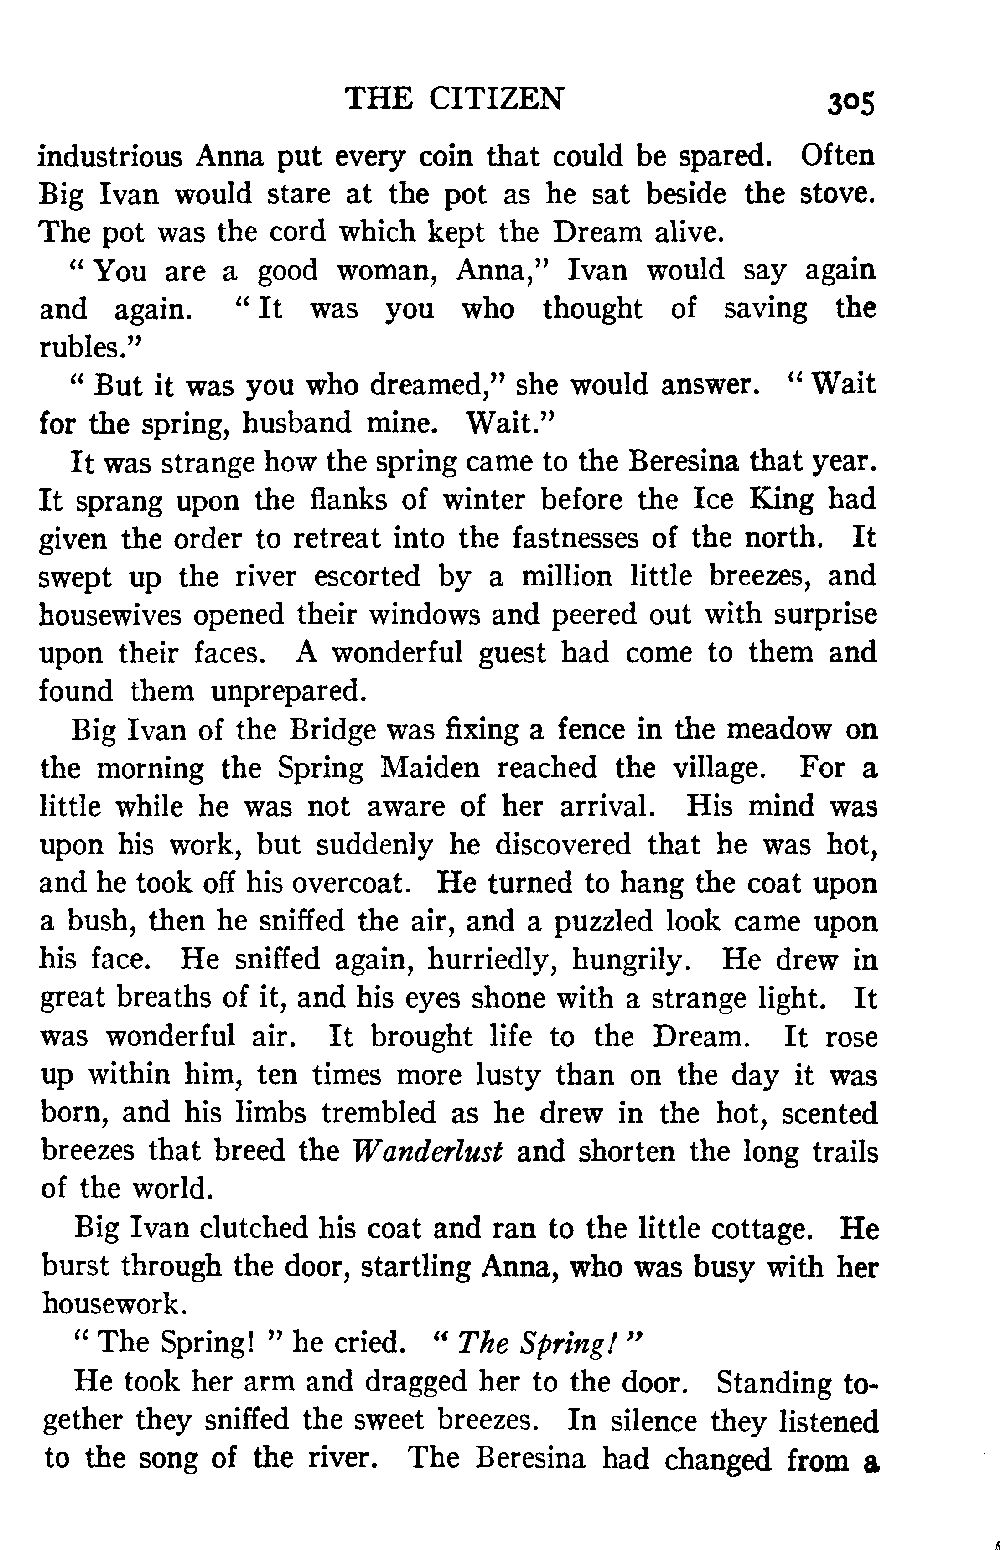 THE CITIZEN 305
industrious Anna put every coin that could be spared. Often
Big Ivan would stare at the pot as he sat beside the stove.
The pot was the cord which kept the Dream alive.
“ You are a good woman, Anna,” Ivan would say again
and again. “ It was you who thought of saving the
rubles.”
“ But it was you who dreamed,” she would answer. “ Wait
for the spring, husband mine. Wait.”
It was strange how the spring came to the Beresina that year.
It sprang upon the flanks of winter before the Ice King had
given the order to retreat into the fastnesses of the north. It
swept up the river escorted by a million little breezes, and
housewives opened their windows and peered out with surprise
upon their faces. A wonderful guest had come to them and
found them unprepared.
Big Ivan of the Bridge was fixing a fence in the meadow on
the morning the Spring Maiden reached the village. For a
little while he was not aware of her arrival. His mind was
upon his work, but suddenly he discovered that he was hot,
and he took off his overcoat. He turned to hang the coat upon
a bush, then he sniffed the air, and a puzzled look came upon
his face. He sniffed again, hurriedly, hungrily. He drew in
great breaths of it, and his eyes shone with a strange light. It
was wonderful air. It brought life to the Dream. It rose
up within him, ten times more lusty than on the day it was
born, and his limbs trembled as he drew in the hot, scented
breezes that breed the Wanderlust and shorten the long trails
of the world.
Big Ivan clutched his coat and ran to the little cottage. He
burst through the door, startling Anna, who was busy with her
housework.
“ The Spring! ” he cried. “ The Spring! ”
He took her arm and dragged her to the door. Standing to-
gether they sniffed the sweet breezes. In silence they listened
to the song of the river. The Beresina had changed from a